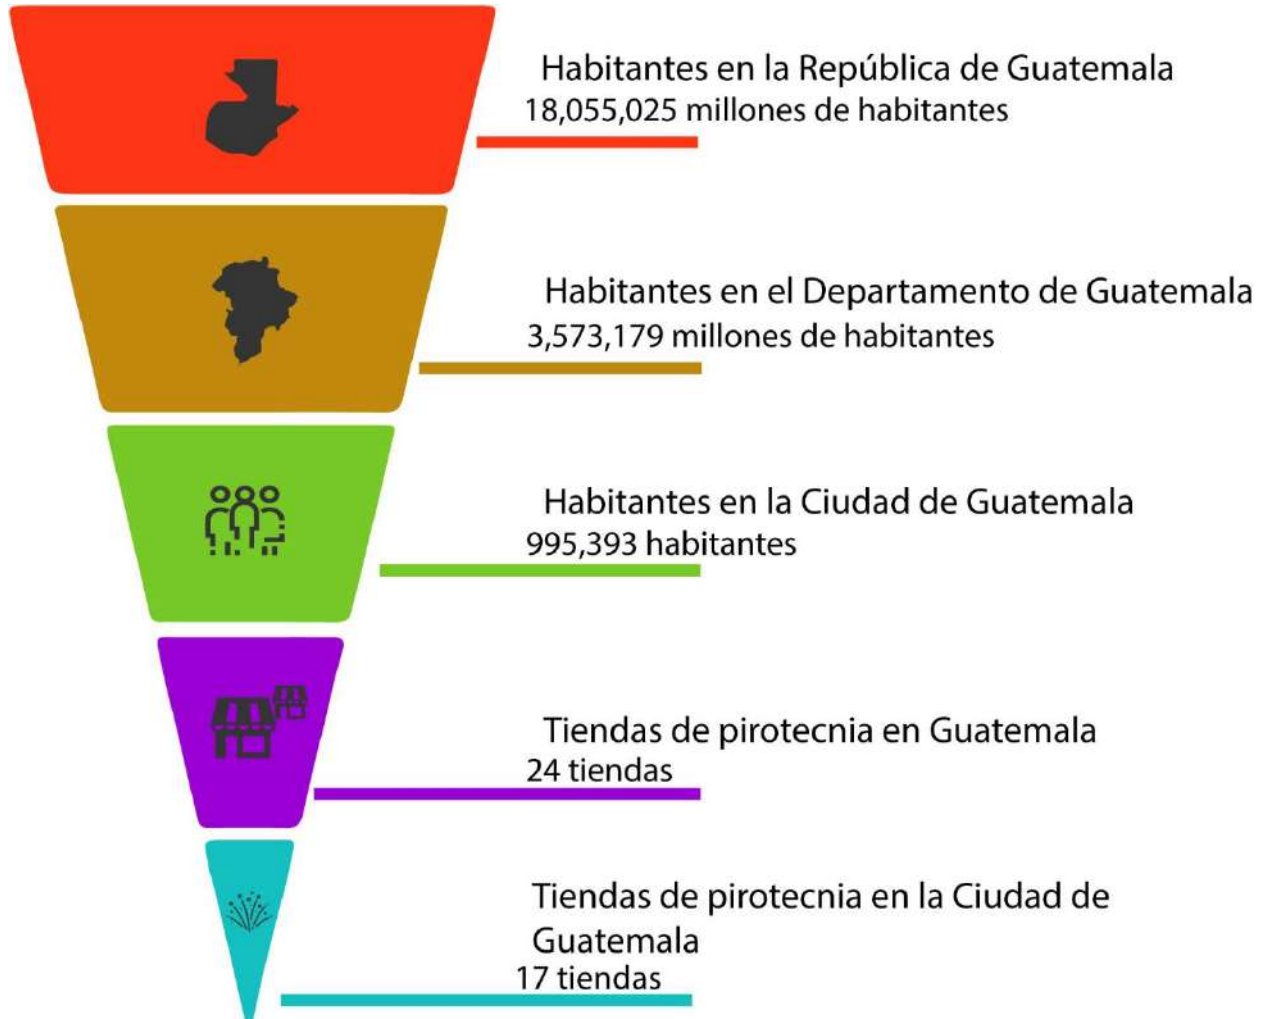 Habitantes en la República de Guatemala
18,055,025 millones de habitantes
Habitantes en el Departamento de Guatemala
3,573,179 millones de habitantes
Habitantes en la Ciudad de Guatemala
995,393 habitantes
Tiendas de pirotecnia en Guatemala
24 tiendas
Tiendas de pirotecnia en la Ciudad de
Guatemala
17 tiendas